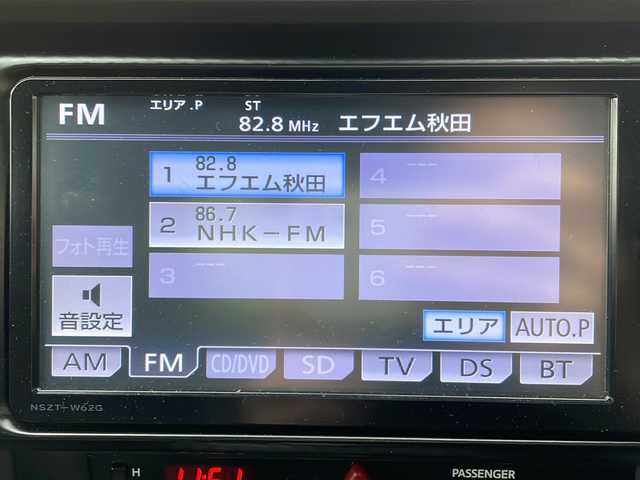 FM エリア.P ST
82.8 MHz エフエム秋田
1 82.8 エフエム秋田
4 ---
2 86.7 NHK-FM
5 ---
3 ---
6 ---
フォト再生
音設定
エリア AUTO.P
AM FM CD/DVD SD TV DS BT
NSZT-W62G
H 11:51 PASSENGER